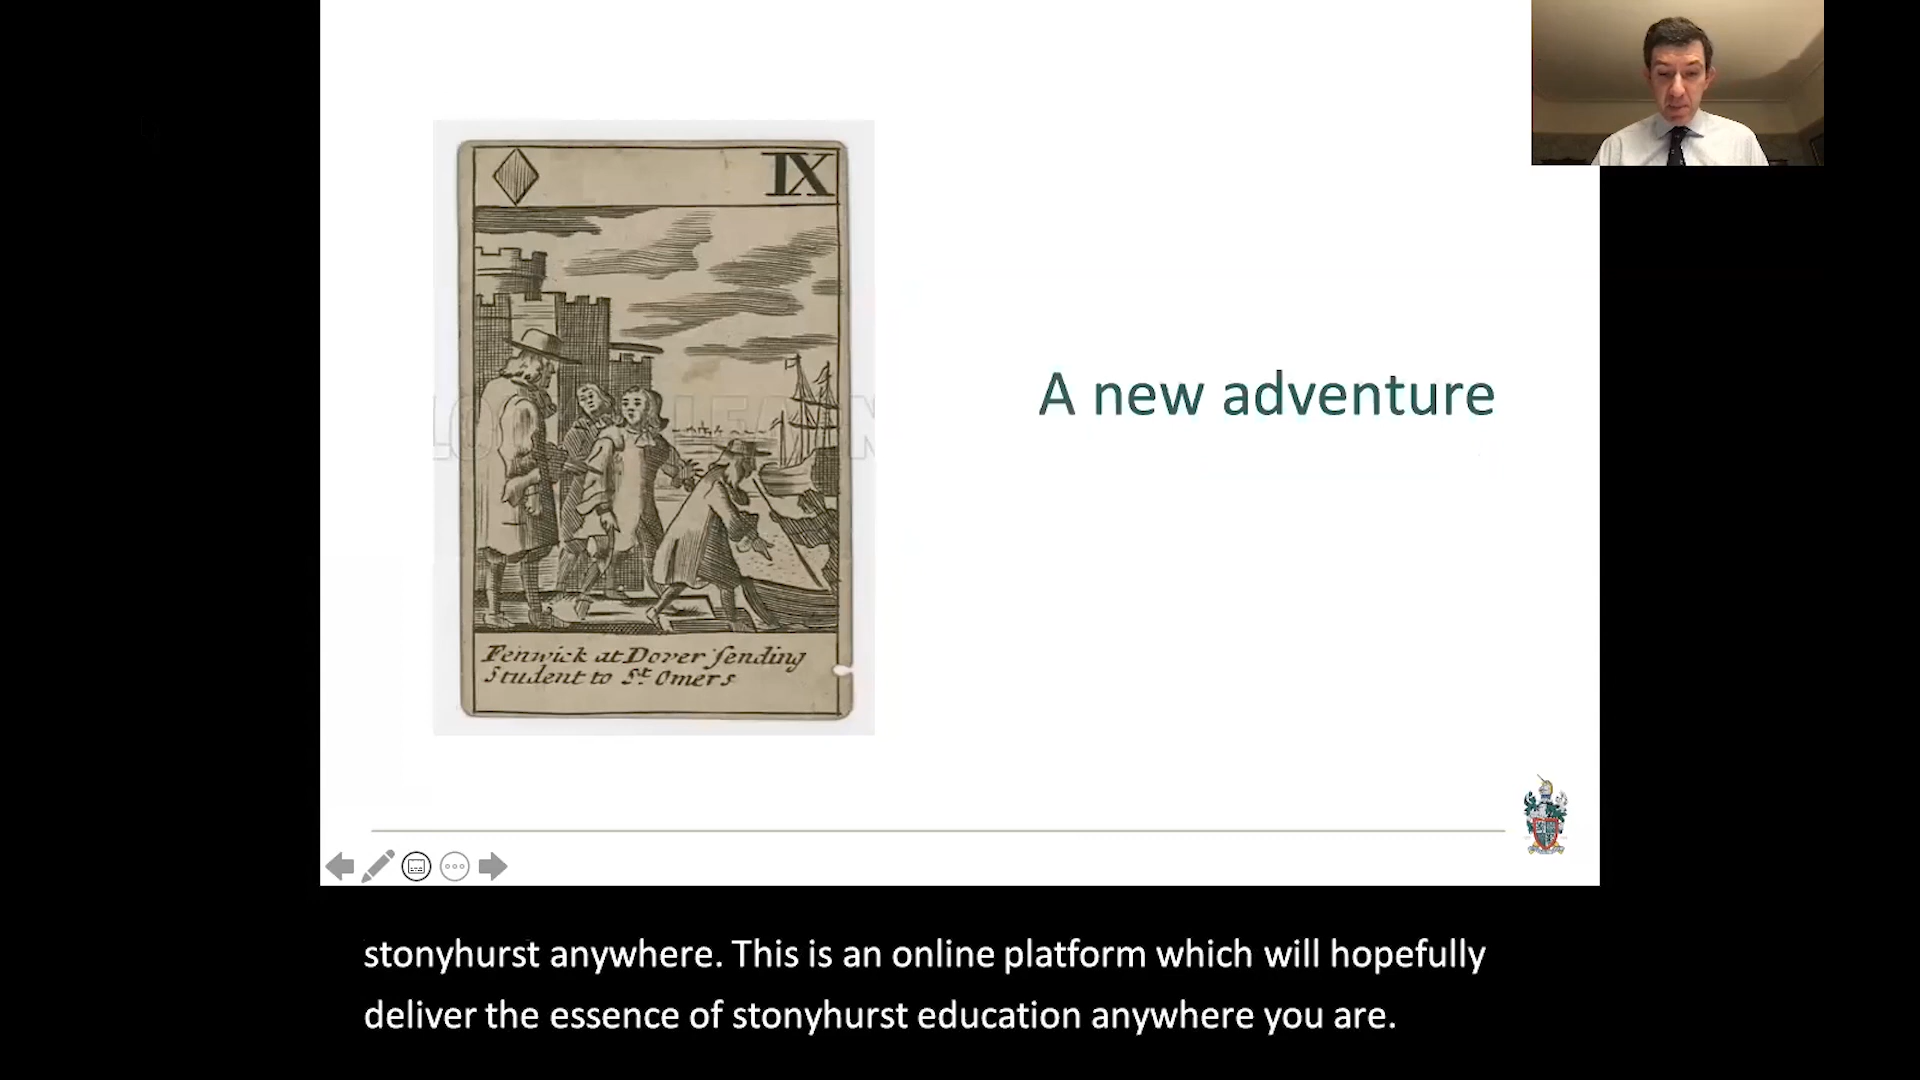 IX
A new adventure
Fenwick at Dover ſending
Student to St Omers
stonyhurst anywhere. This is an online platform which will hopefully
deliver the essence of stonyhurst education anywhere you are.